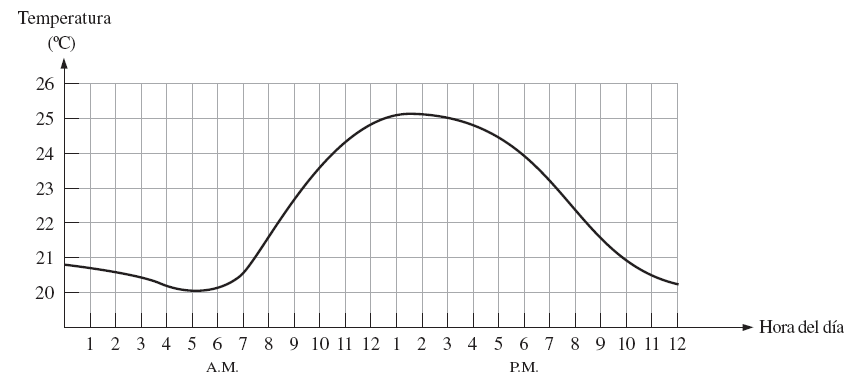 Temperatura
(ºC)
26
25
24
23
22
21
20
Hora del día
1 2 3 4 5 6 7 8 9 10 11 12 1 2 3 4 5 6 7 8 9 10 11 12
A.M. P.M.